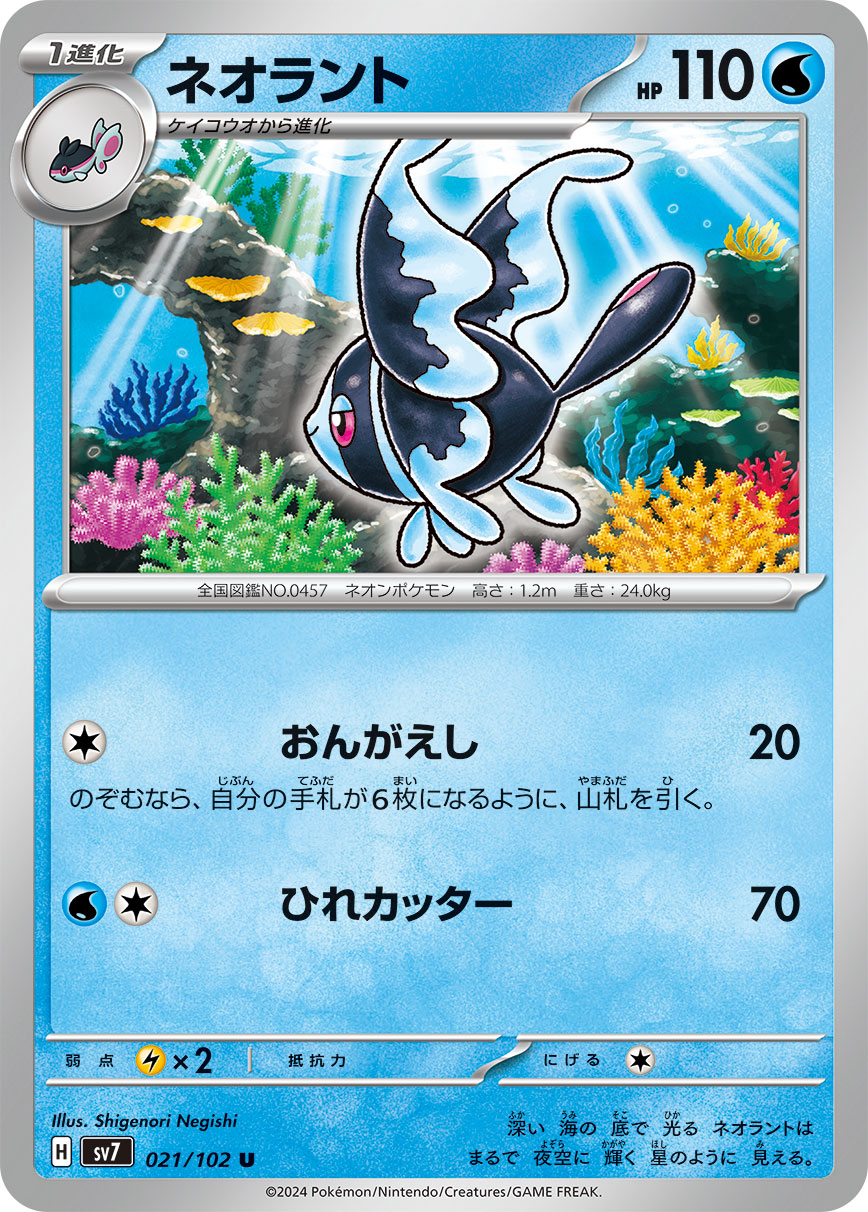 1進化
ネオラント
HP 110
ケイコウオから進化
全国図鑑NO.0457 ネオンポケモン 高さ:1.2m 重さ:24.0kg
おんがえし 20
のぞむなら、自分の手札が6枚になるように、山札を引く。
ひれカッター 70
弱点 ×2 抵抗力 にげる
Illus. Shigenori Negishi
深い 海の 底で 光る ネオラントは
まるで 夜空に 輝く 星のように 見える。
H sv7 021/102 U
©2024 Pokémon/Nintendo/Creatures/GAME FREAK.